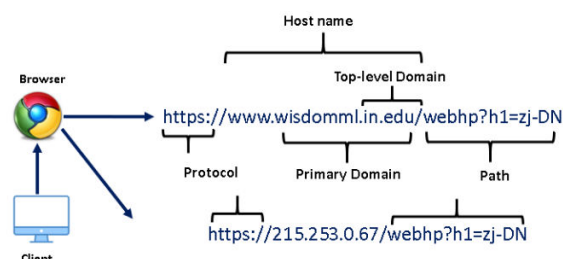 Host name
Top-level Domain
Browser
https://www.wisdomml.in.edu/webhp?h1=zj-DN
Protocol
Primary Domain
Path
https://215.253.0.67/webhp?h1=zj-DN
Client